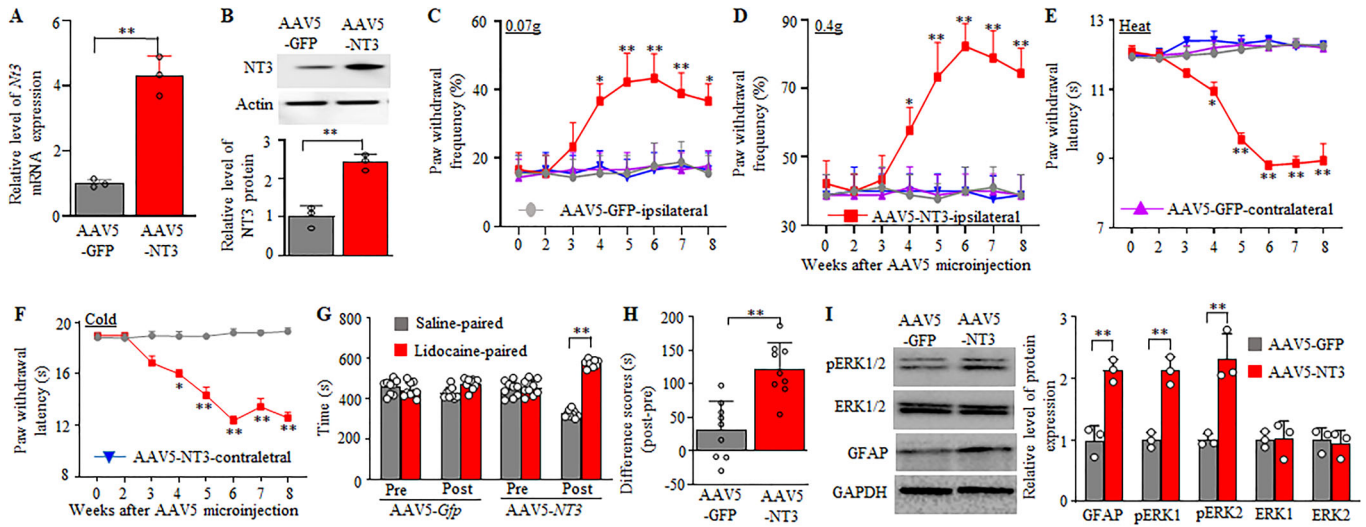 A
Relative level of Nt3
mRNA expression
6
4
2
0
**
AAV5
-GFP
AAV5
-NT3
B
AAV5
-GFP
AAV5
-NT3
NT3
Actin
Relative level of
NT3 protein
3
2
1
0
**
AAV5
-GFP
AAV5
-NT3
C
0.07g
Paw withdrawal
frequency (%)
60
40
20
0
*
**
**
**
*
AAV5-GFP-ipsilateral
0 2 3 4 5 6 7 8
D
0.4g
Paw withdrawal
frequency (%)
90
70
50
30
*
**
**
**
**
AAV5-NT3-ipsilateral
0 2 3 4 5 6 7 8
Weeks after AAV5 microinjection
E
Heat
Paw withdrawal
latency (s)
13
11
9
7
*
**
**
**
**
AAV5-GFP-contralateral
0 2 3 4 5 6 7 8
F
Cold
Paw withdrawal
latency (s)
20
16
12
8
*
**
**
**
**
AAV5-NT3-contraletral
0 2 3 4 5 6 7 8
Weeks after AAV5 microinjection
G
Saline-paired
Lidocaine-paired
Time (s)
800
600
400
200
0
**
Pre Post Pre Post
AAV5-Gfp AAV5-NT3
H
Difference scores (s)
(post-pre)
200
150
100
50
0
-50
**
AAV5
-GFP
AAV5
-NT3
I
AAV5
-GFP
AAV5
-NT3
pERK1/2
ERK1/2
GFAP
GAPDH
Relative level of protein
expression
3
2
1
0
**
**
**
AAV5-GFP
AAV5-NT3
GFAP pERK1 pERK2 ERK1 ERK2